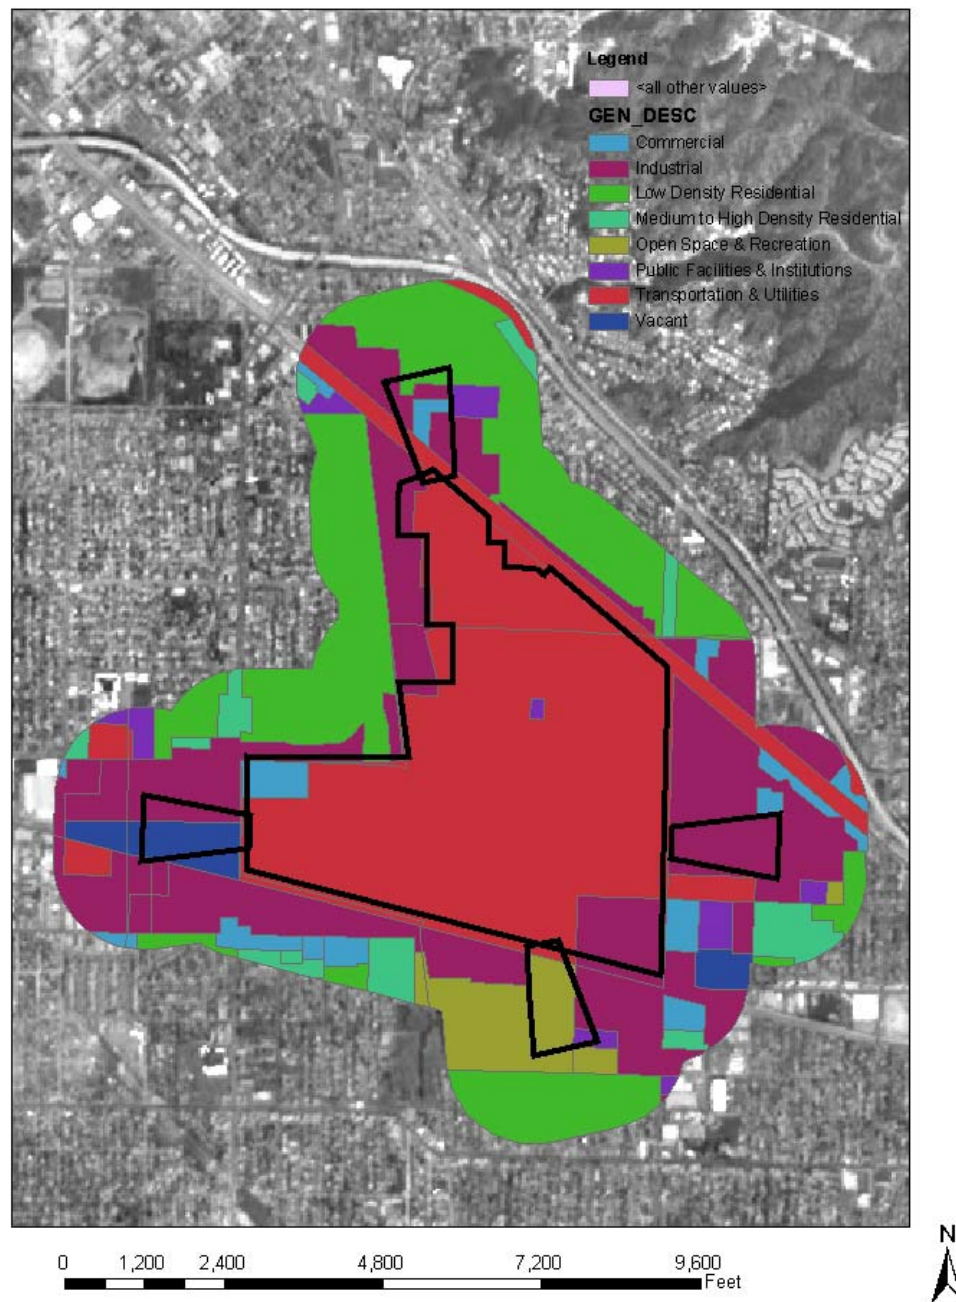 Legend
<all other values>
GEN_DESC
Commercial
Industrial
Low Density Residential
Medium to High Density Residential
Open Space & Recreation
Public Facilities & Institutions
Transportation & Utilities
Vacant
0 1,200 2,400 4,800 7,200 9,600
Feet
N